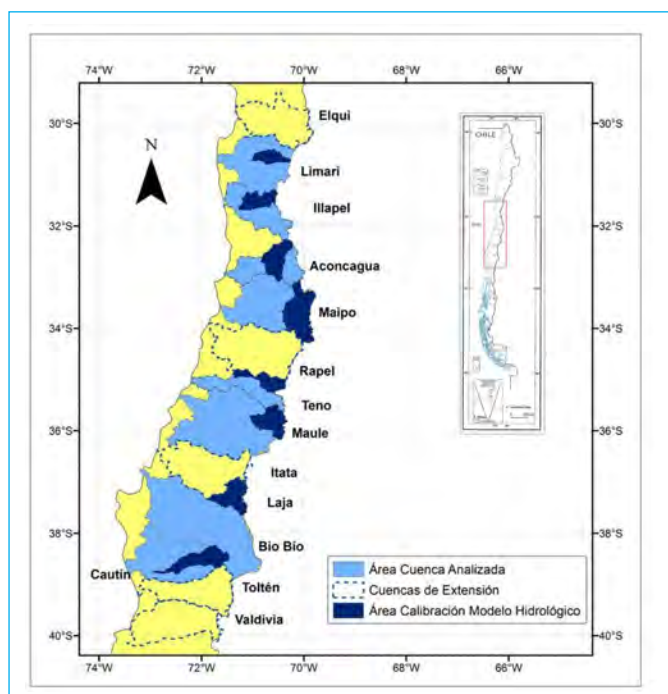 74°W 72°W 70°W 68°W 66°W
30°S 30°S
Elqui
N
CHILE
Limarí
Illapel
32°S 32°S
Aconcagua
Maipo
34°S 34°S
Rapel
Teno
Maule
36°S 36°S
Itata
Laja
38°S 38°S
Bio Bío
Cautín
Toltén
Valdivia
Área Cuenca Analizada
Cuencas de Extensión
Área Calibración Modelo Hidrológico
40°S 40°S
74°W 72°W 70°W 68°W 66°W